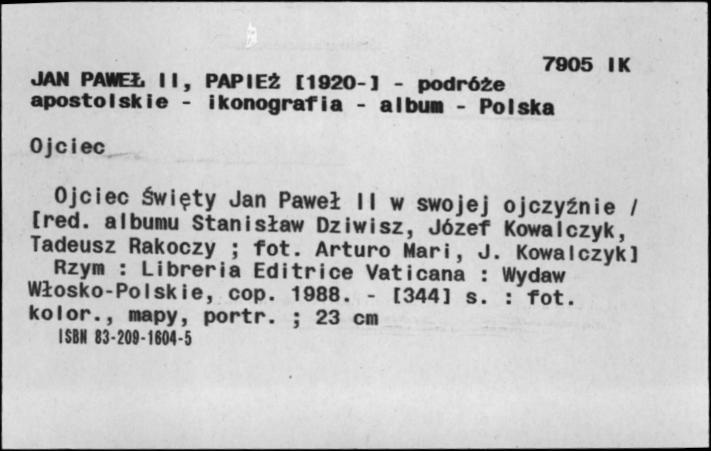 7905 IK
JAN PAWEŁ II, PAPIEŻ [1920-] - podróże
apostolskie - ikonografia - album - Polska
Ojciec
Ojciec Święty Jan Paweł II w swojej ojczyźnie /
[red. albumu Stanisław Dziwisz, Józef Kowalczyk,
Tadeusz Rakoczy ; fot. Arturo Mari, J. Kowalczyk]
Rzym : Libreria Editrice Vaticana : Wydaw
Włosko-Polskie, cop. 1988. - [344] s. : fot.
kolor., mapy, portr. ; 23 cm
ISBN 83-209-1604-5